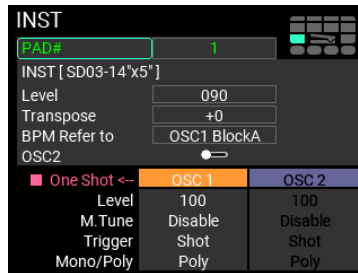 INST
PAD# 1
INST [ SD03-14"x5" ]
Level 090
Transpose +0
BPM Refer to OSC1 BlockA
OSC2
One Shot <-- OSC 1 OSC 2
Level 100 100
M.Tune Disable Disable
Trigger Shot Shot
Mono/Poly Poly Poly